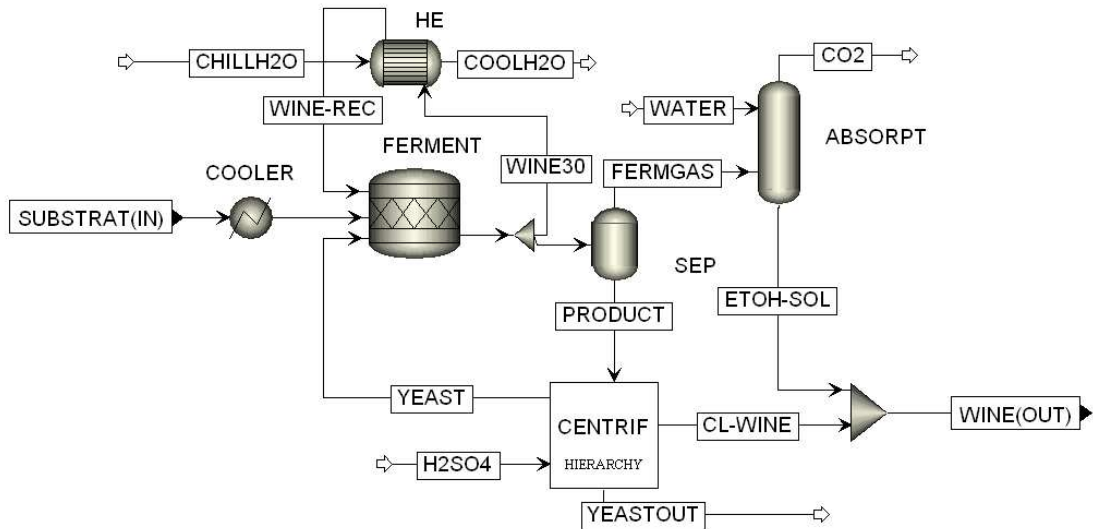 HE
CHILLH2O
COOLH2O
CO2
WINE-REC
WATER
FERMENT
ABSORPT
WINE30
FERMGAS
COOLER
SUBSTRAT(IN)
SEP
ETOH-SOL
PRODUCT
YEAST
CENTRIF
HIERARCHY
CL-WINE
WINE(OUT)
H2SO4
YEASTOUT